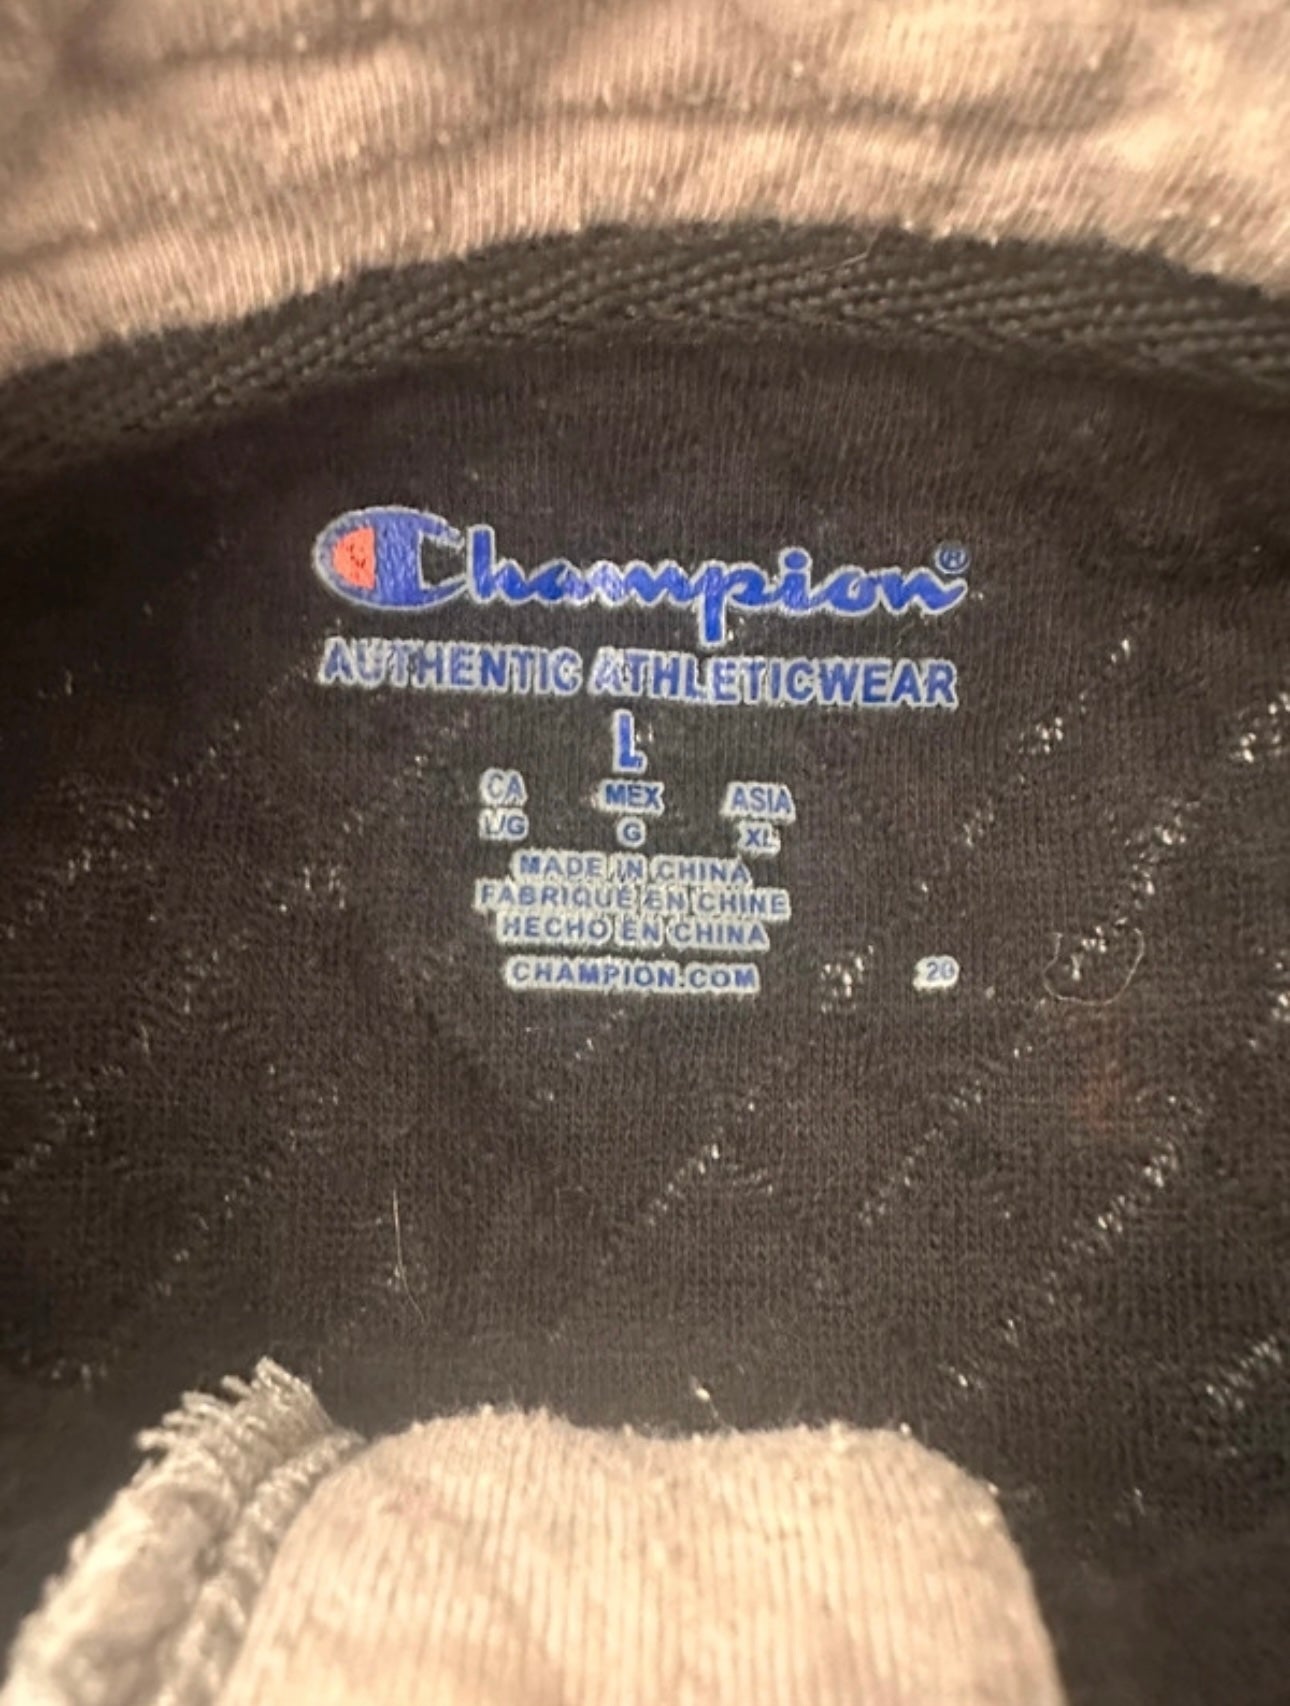 Champion®
AUTHENTIC ATHLETICWEAR
L
CA MEX ASIA
L/G G XL
MADE IN CHINA
FABRIQUÉ EN CHINE
HECHO EN CHINA
CHAMPION.COM 20